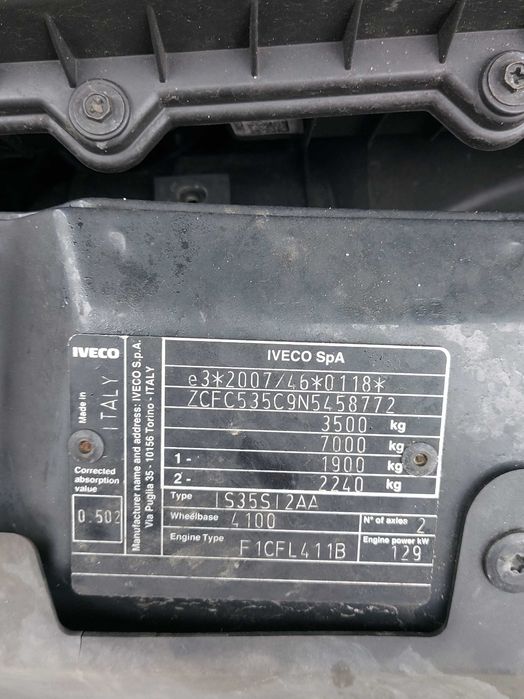 IVECO
Made in
ITALY
Corrected
absorption
value
0.502
Manufacturer name and address: IVECO S.p.A.
Via Puglia 35 - 10156 Torino - ITALY
IVECO SpA
e3*2007/46*0118*
ZCFC535C9N5458772
3500 kg
7000 kg
1- 1900 kg
2- 2240 kg
Type IS35SI2AA
Wheelbase 4100 N° of axles 2
Engine Type F1CFL411B Engine power kW 129